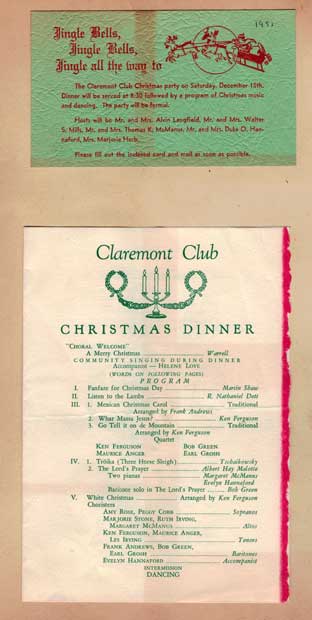 Jingle Bells,
Jingle Bells,
Jingle all the way to
The Claremont Club Christmas party on Saturday, December 15th.
Dinner will be served at 8:30 followed by a program of Christmas music
and dancing. The party will be formal.
Hosts will be Mr. and Mrs. Alvin Langfield, Mr. and Mrs. Walter
S. Mills, Mr. and Mrs. Thomas K. McManus, Mr. and Mrs. Duke O. Han-
naford, Mrs. Marjorie Herb.
Please fill out the inclosed card and mail as soon as possible.
Claremont Club
CHRISTMAS DINNER
"CHORAL WELCOME"
A Merry Christmas Warrell
COMMUNITY SINGING DURING DINNER
Accompanist — HELENE LOVE
(WORDS ON FOLLOWING PAGES)
PROGRAM
I. Fanfare for Christmas Day Martin Shaw
II. Listen to the Lambs R. Nathaniel Dett
III. 1. Mexican Christmas Carol Traditional
Arranged by Frank Andrews
2. What Manna Jesus? Ken Ferguson
3. Go Tell it on de Mountain Traditional
Arranged by Ken Ferguson
Quartet
KEN FERGUSON BOB GREEN
MAURICE ANGER EARL GROSH
IV. 1. Tröika (Three Horse Sleigh) Tschaikowsky
2. The Lord's Prayer Albert Hay Malotte
Two pianos Margaret McManus
Evelyn Hannaford
Baritone solo in The Lord's Prayer Bob Green
V. White Christmas Arranged by Ken Ferguson
Choristers
AMY ROSE, PEGGY COBB Sopranos
MARJORIE STONE, RUTH IRVING,
MARGARET MCMANUS Altos
KEN FERGUSON, MAURICE ANGER,
LES IRVING Tenors
FRANK ANDREWS, BOB GREEN,
EARL GROSH Baritones
EVELYN HANNAFORD Accompanist
INTERMISSION
DANCING